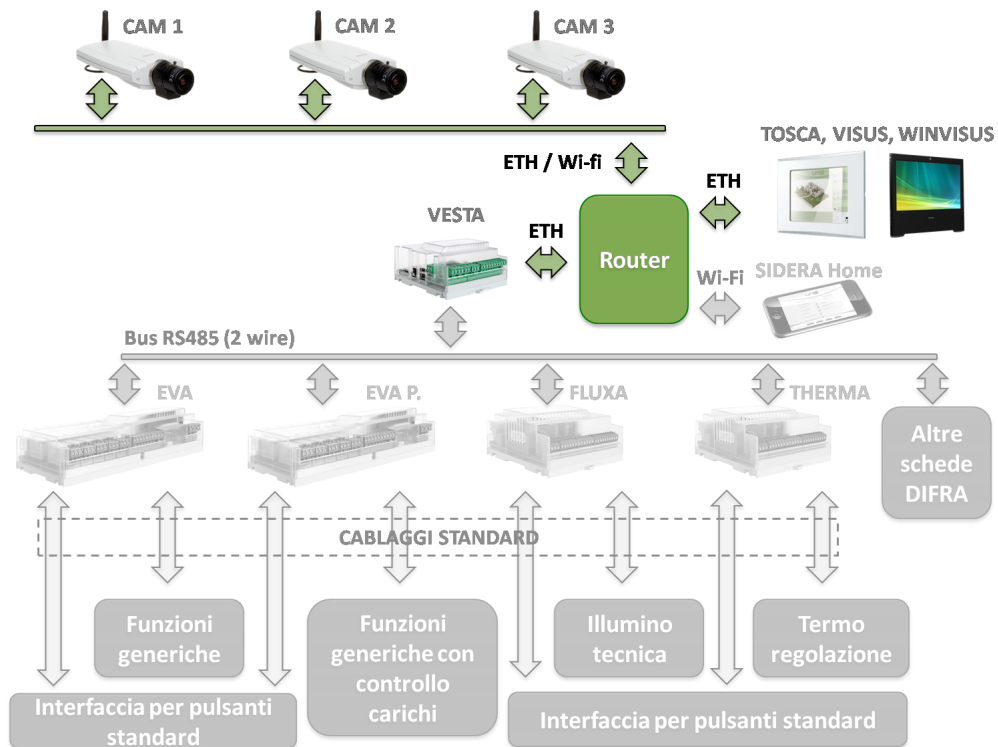 CAM 1
CAM 2
CAM 3
TOSCA, VISUS, WINVISUS
ETH / Wi-fi
ETH
VESTA
ETH
Router
Wi-Fi
SIDERA Home
Bus RS485 (2 wire)
EVA
EVA P.
FLUXA
THERMA
Altre
schede
DIFRA
CABLAGGI STANDARD
Funzioni
generiche
Funzioni
generiche con
controllo
carichi
Illumino
tecnica
Termo
regolazione
Interfaccia per pulsanti
standard
Interfaccia per pulsanti standard